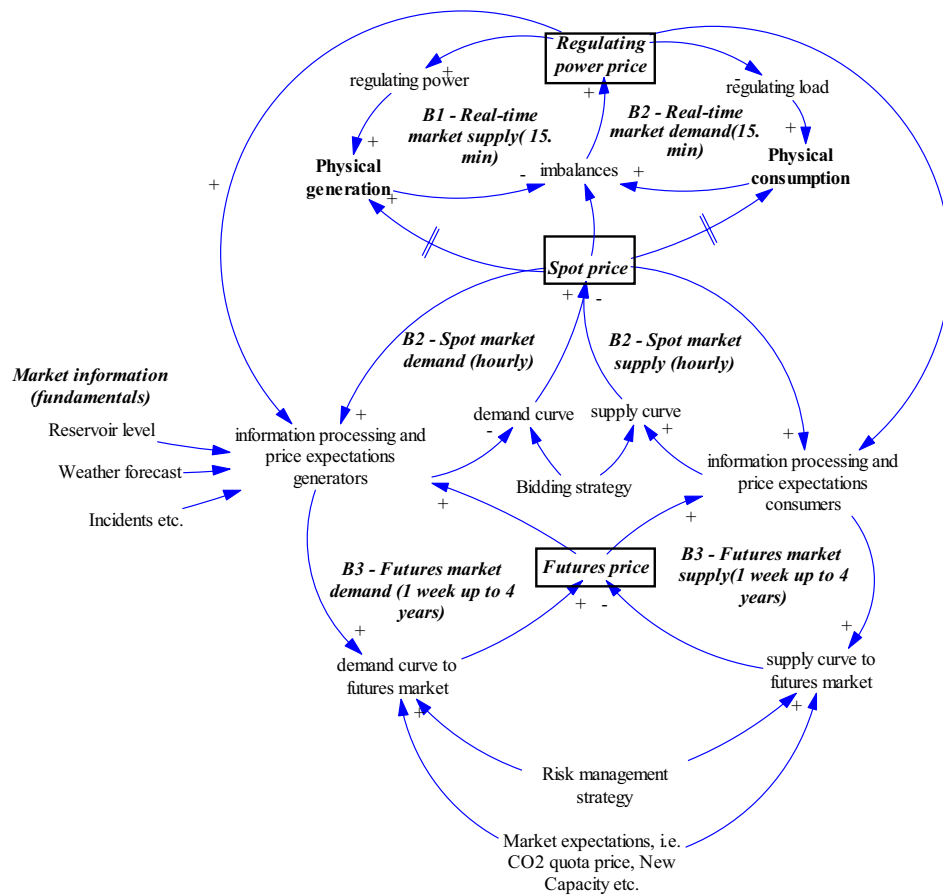 Regulating
power price
regulating power
+
-
regulating load
+
+
B1 - Real-time
market supply( 15.
min)
B2 - Real-time
market demand(15.
min)
+
+
+
Physical
generation
+
-
imbalances
+
Physical
consumption
Spot price
+
-
B2 - Spot market
demand (hourly)
B2 - Spot market
supply (hourly)
Market information
(fundamentals)
Reservoir level
Weather forecast
Incidents etc.
+
information processing and
price expectations
generators
-
demand curve
supply curve
+
+
information processing and
price expectations
consumers
Bidding strategy
+
+
B3 - Futures market
demand (1 week up to 4
years)
Futures price
B3 - Futures market
supply(1 week up to 4
years)
+
-
+
+
demand curve to
futures market
supply curve to
futures market
+
+
Risk management
strategy
Market expectations, i.e.
CO2 quota price, New
Capacity etc.